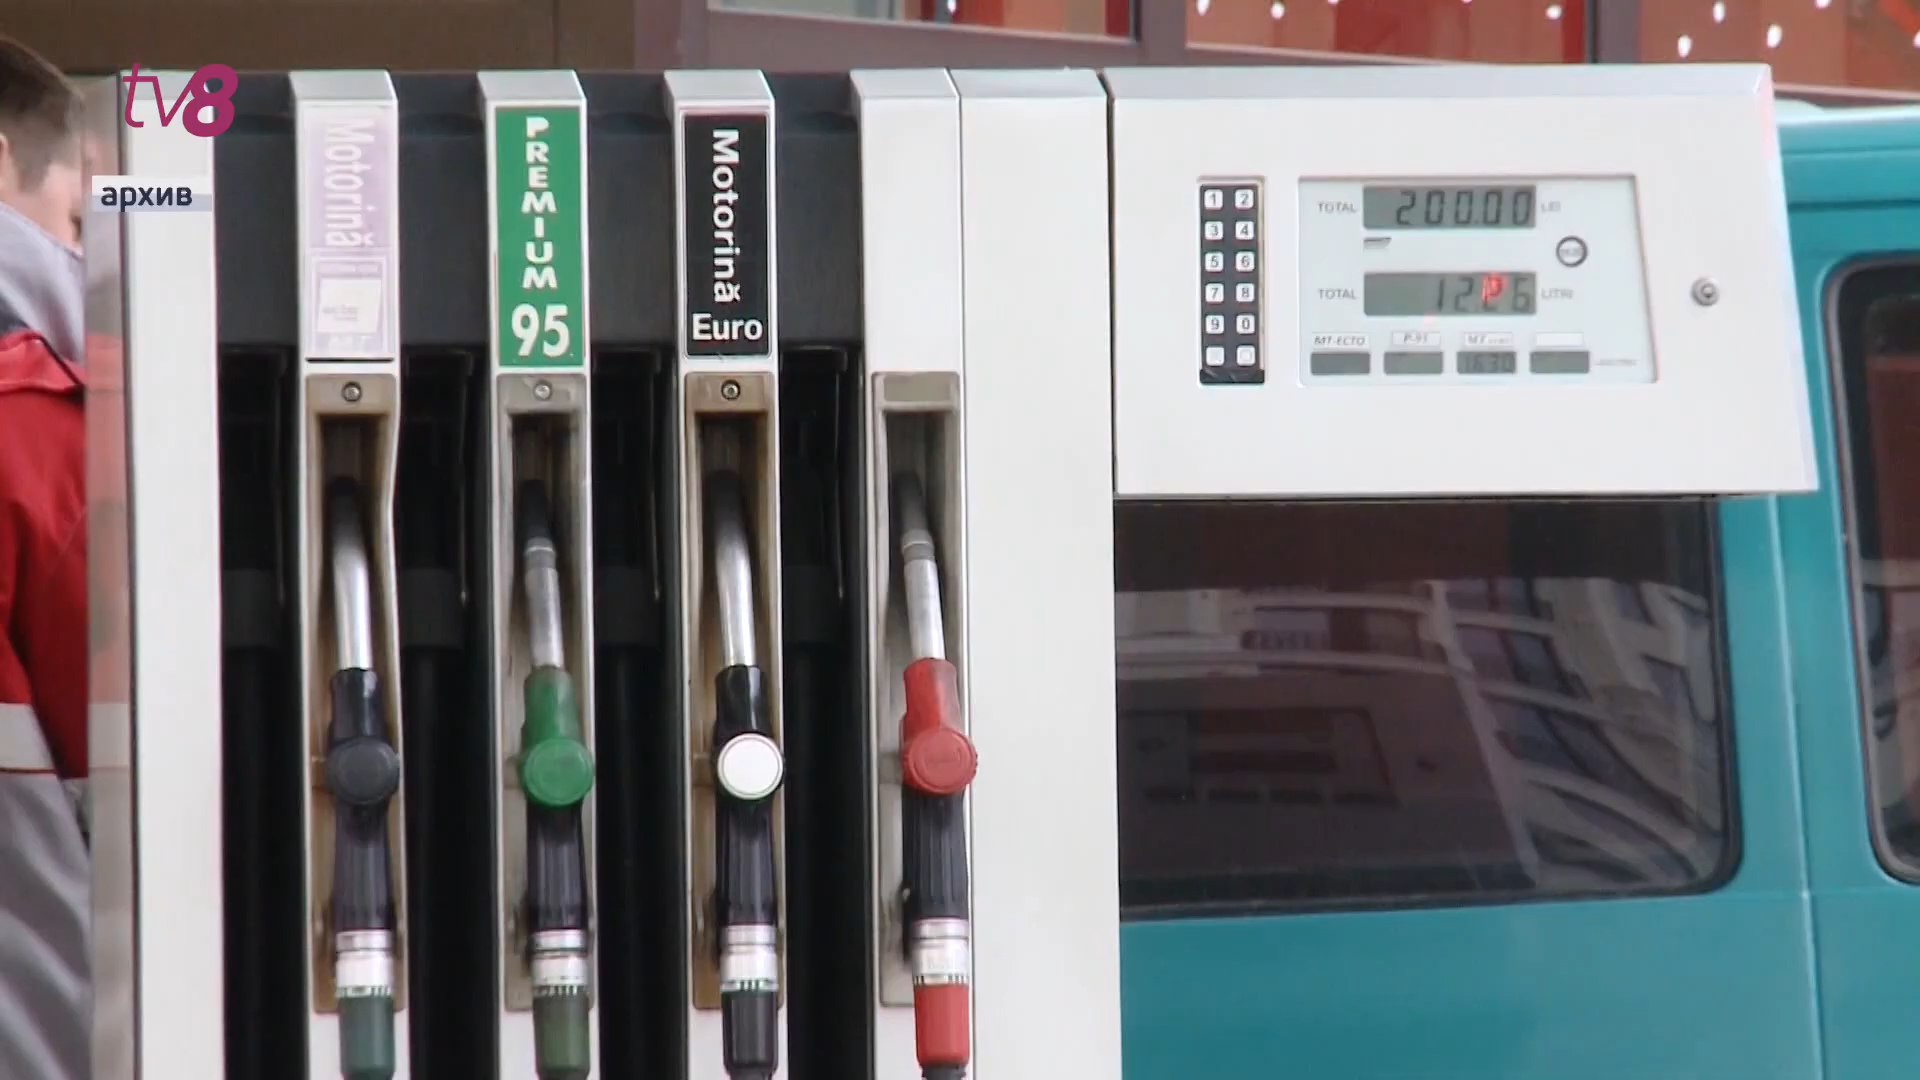 tv8
архив
Motorină
PREMIUM
95
Motorină
Euro
1 2
3 4
5 6
7 8
9 0
TOTAL 200.00 LEI
TOTAL LITRI
MT-ECTO P-95 MT
16.30